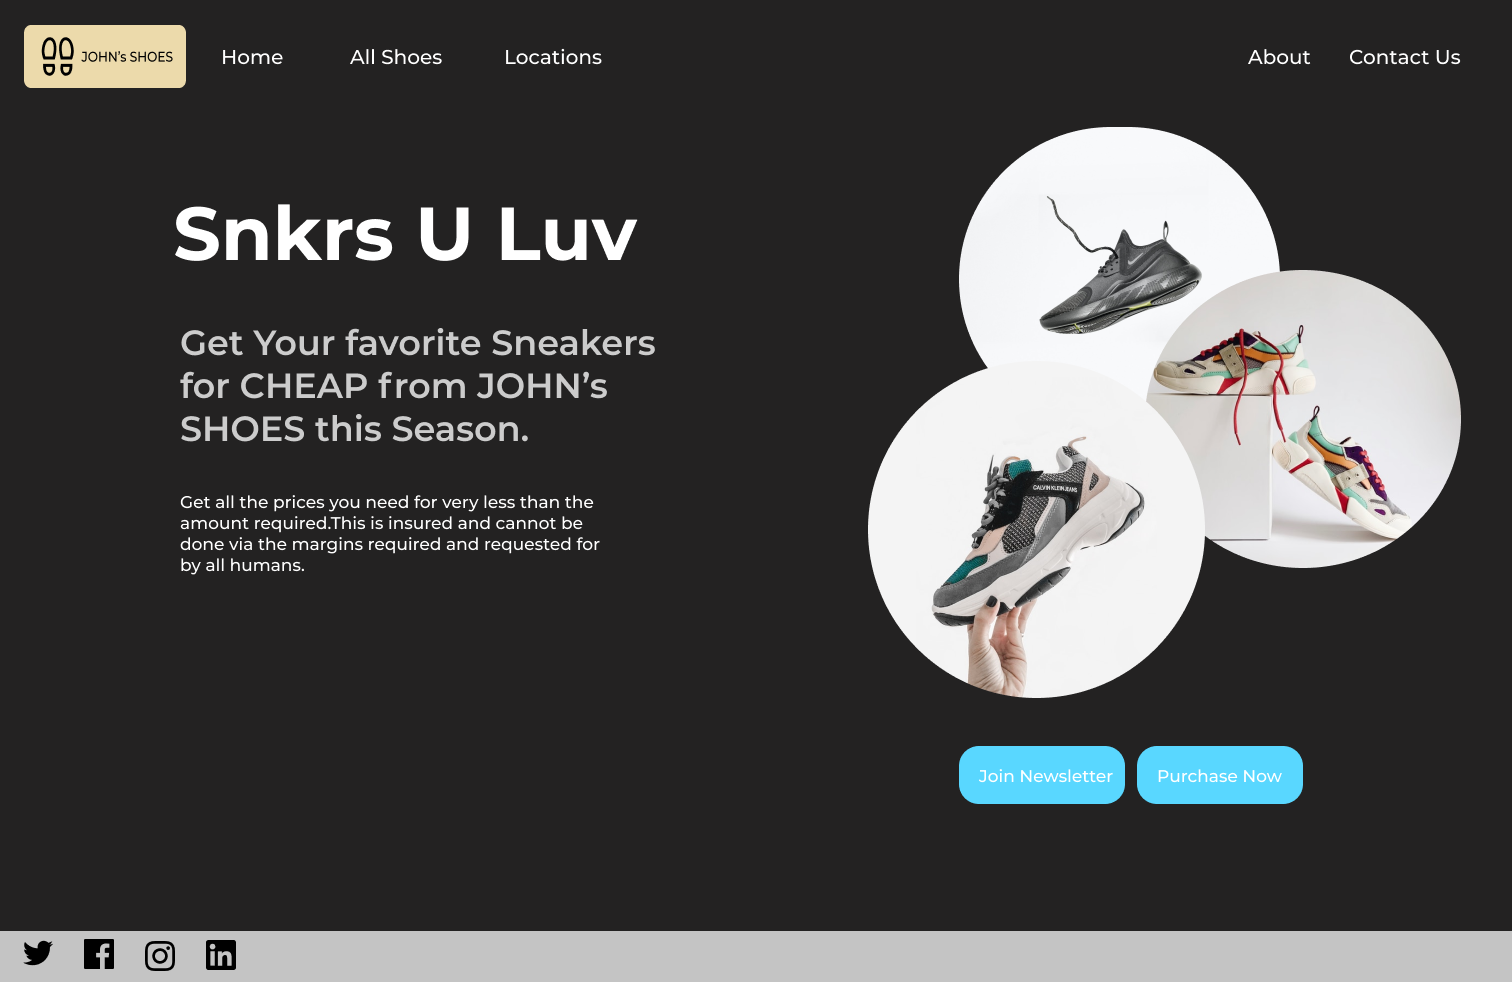 JOHN's SHOES
Home
All Shoes
Locations
About
Contact Us
Snkrs U Luv
Get Your favorite Sneakers
for CHEAP from JOHN’s
SHOES this Season.
Get all the prices you need for very less than the
amount required.This is insured and cannot be
done via the margins required and requested for
by all humans.
CALVIN KLEIN JEANS
Join Newsletter
Purchase Now